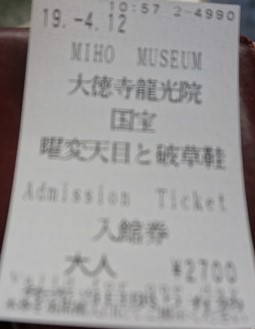 10:57 2-4990
19.-4.12
MIHO MUSEUM
大徳寺龍光院
国宝
曜変天目と破草鞋
Admission Ticket
入館券
大人 ¥2700